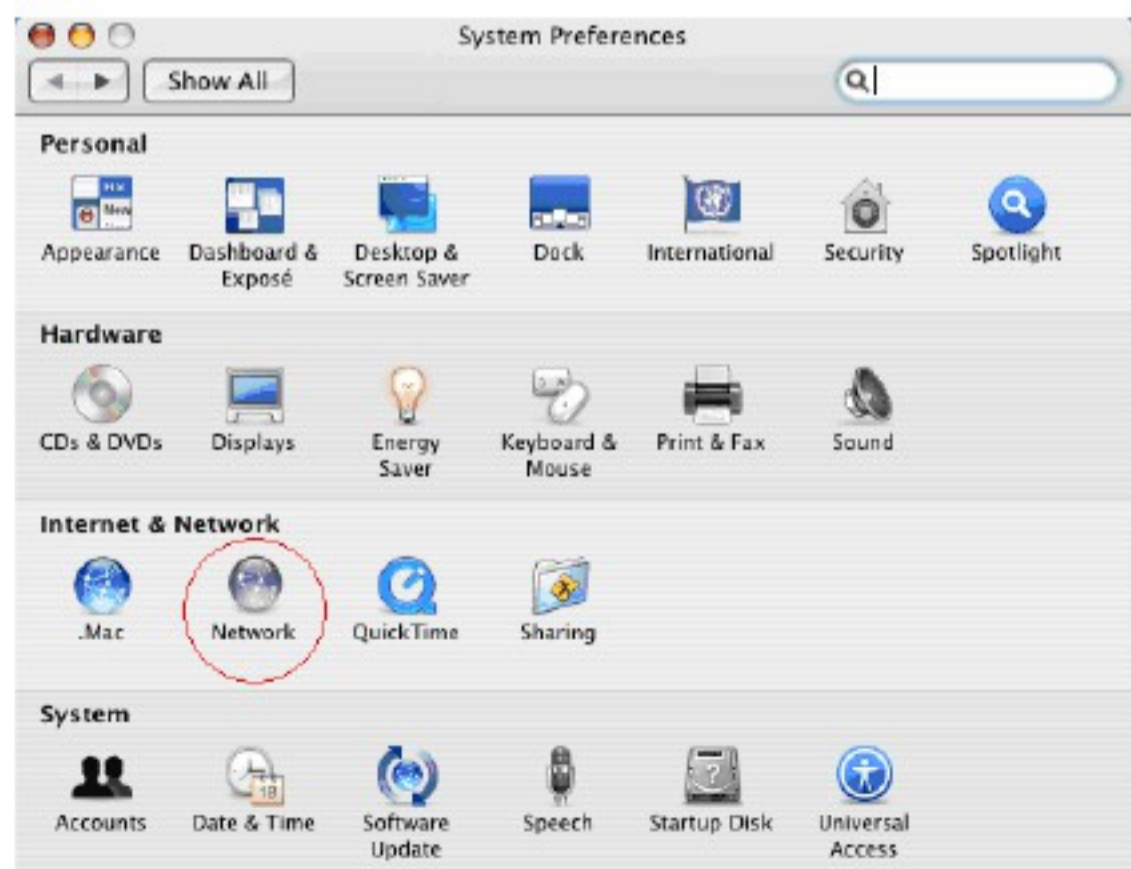 System Preferences
Show All
Personal
Appearance
Dashboard & Exposé
Desktop & Screen Saver
Dock
International
Security
Spotlight
Hardware
CDs & DVDs
Displays
Energy Saver
Keyboard & Mouse
Print & Fax
Sound
Internet & Network
.Mac
Network
QuickTime
Sharing
System
Accounts
Date & Time
Software Update
Speech
Startup Disk
Universal Access